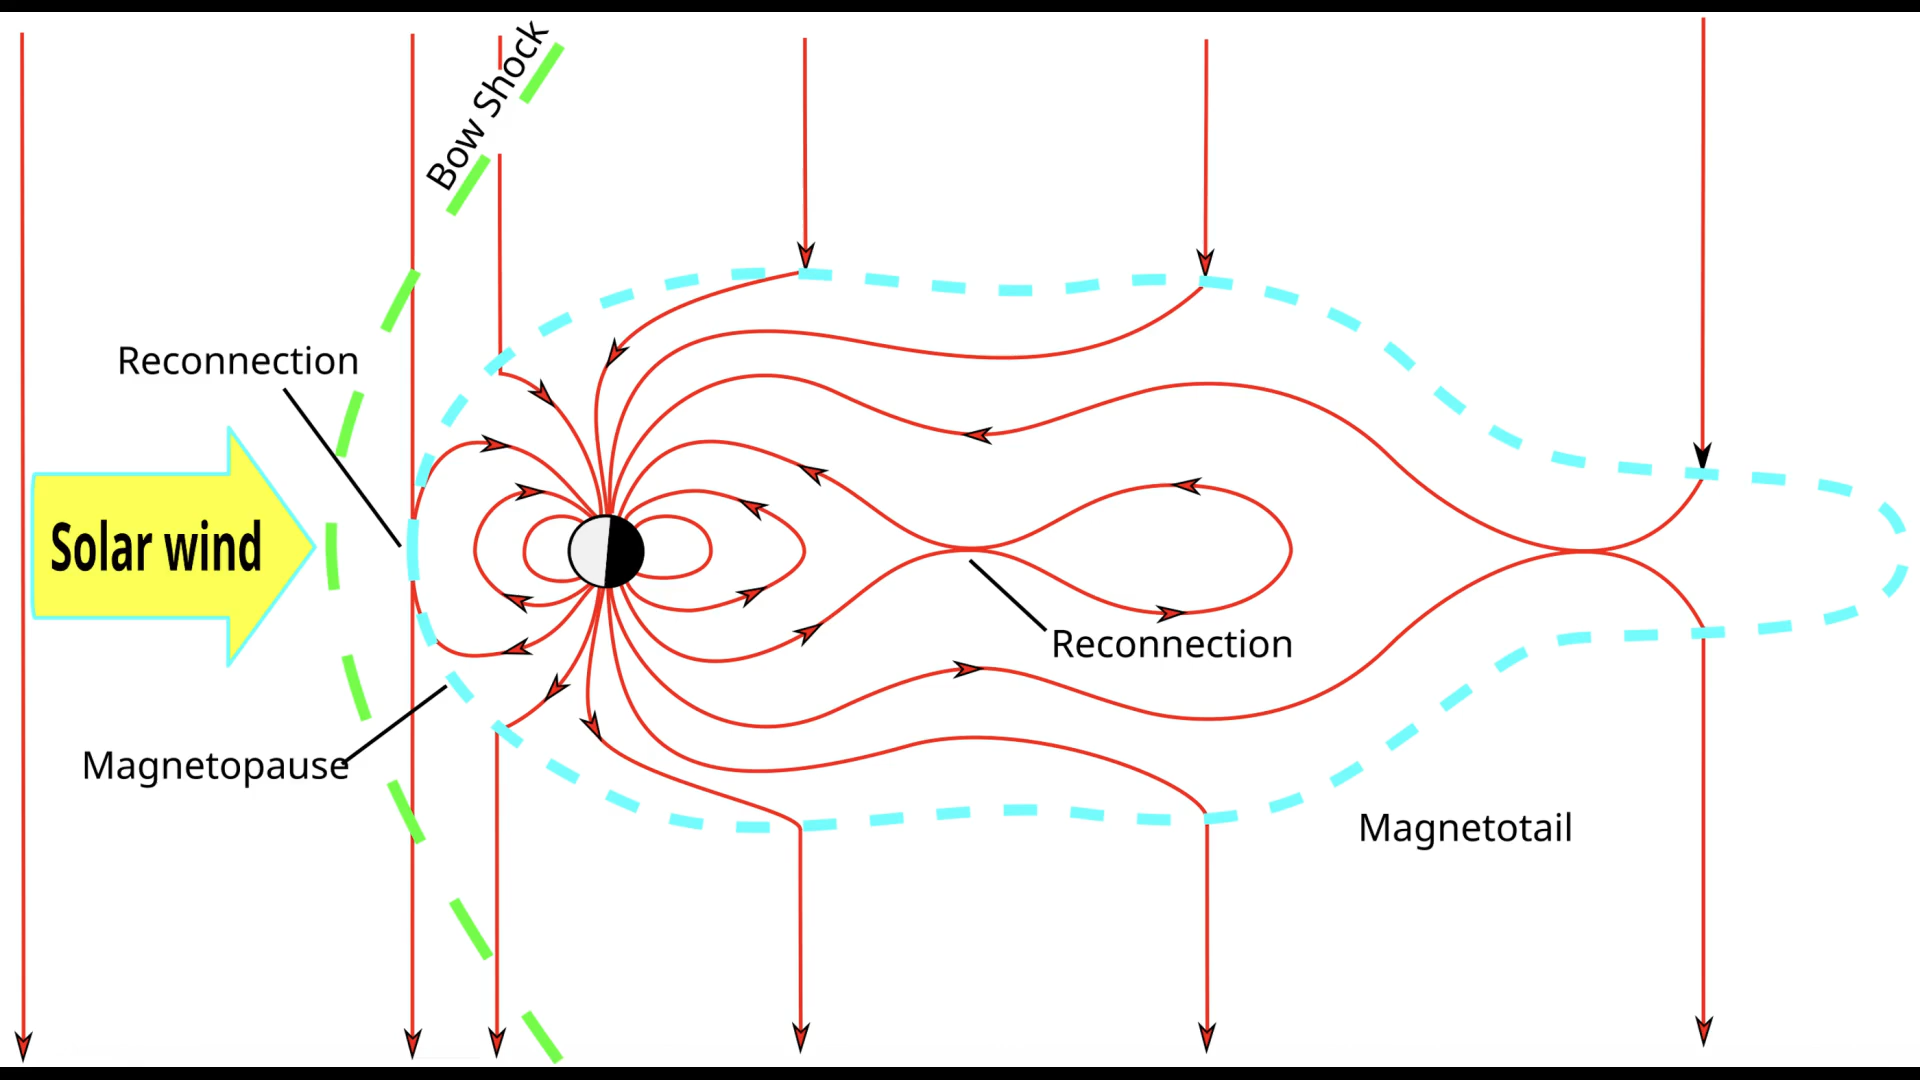 Bow Shock
Reconnection
Solar wind
Reconnection
Magnetopause
Magnetotail